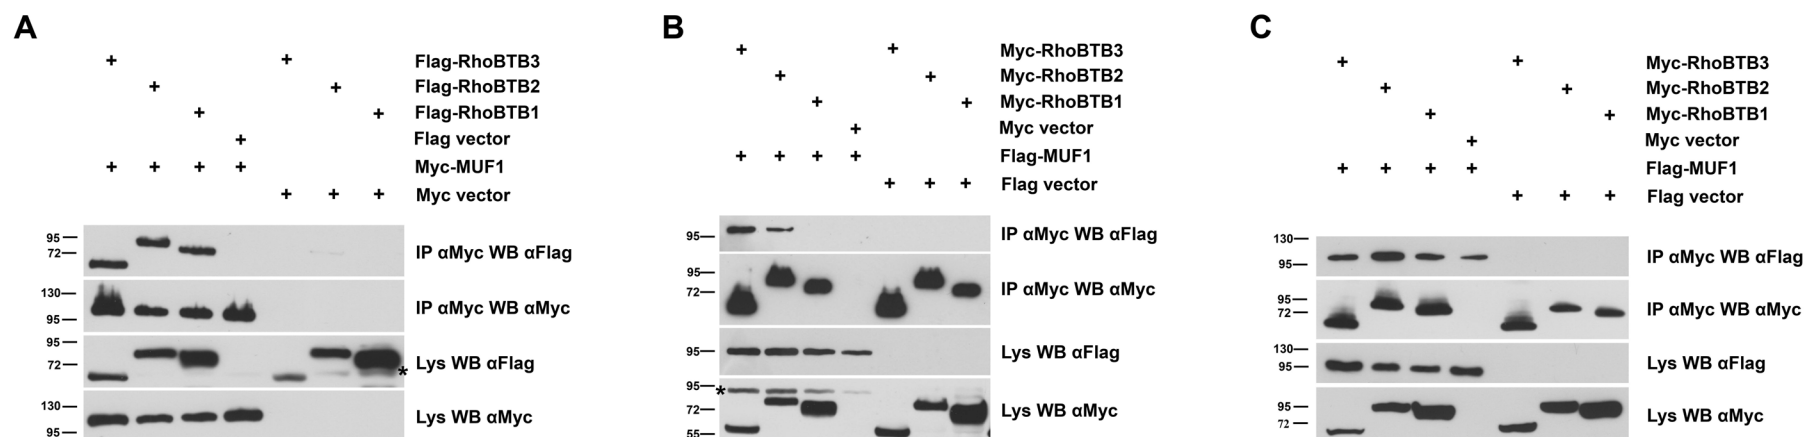 A
Flag-RhoBTB3
Flag-RhoBTB2
Flag-RhoBTB1
Flag vector
Myc-MUF1
Myc vector
95
72
IP αMyc WB αFlag
130
95
IP αMyc WB αMyc
95
72
* Lys WB αFlag
130
95
Lys WB αMyc
B
Myc-RhoBTB3
Myc-RhoBTB2
Myc-RhoBTB1
Myc vector
Flag-MUF1
Flag vector
95
IP αMyc WB αFlag
95
72
IP αMyc WB αMyc
95
Lys WB αFlag
95
*
72
55
Lys WB αMyc
C
Myc-RhoBTB3
Myc-RhoBTB2
Myc-RhoBTB1
Myc vector
Flag-MUF1
Flag vector
130
95
IP αMyc WB αFlag
95
72
IP αMyc WB αMyc
130
95
Lys WB αFlag
95
72
Lys WB αMyc